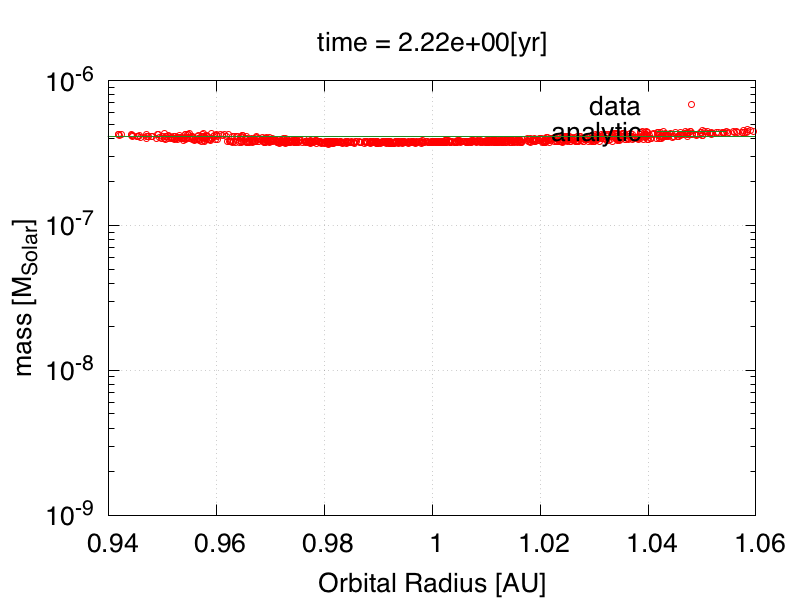 time = 2.22e+00[yr]
data
analytic
10^-6
10^-7
10^-8
10^-9
mass [M_Solar]
0.94 0.96 0.98 1 1.02 1.04 1.06
Orbital Radius [AU]